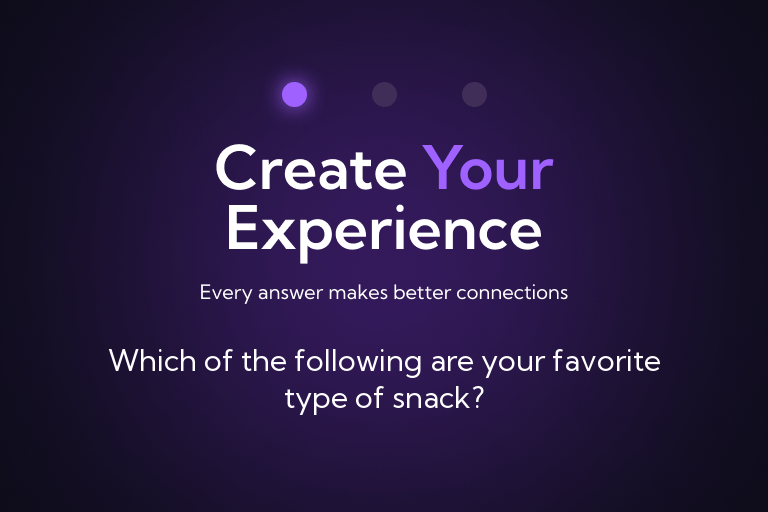 Create Your
Experience
Every answer makes better connections
Which of the following are your favorite
type of snack?